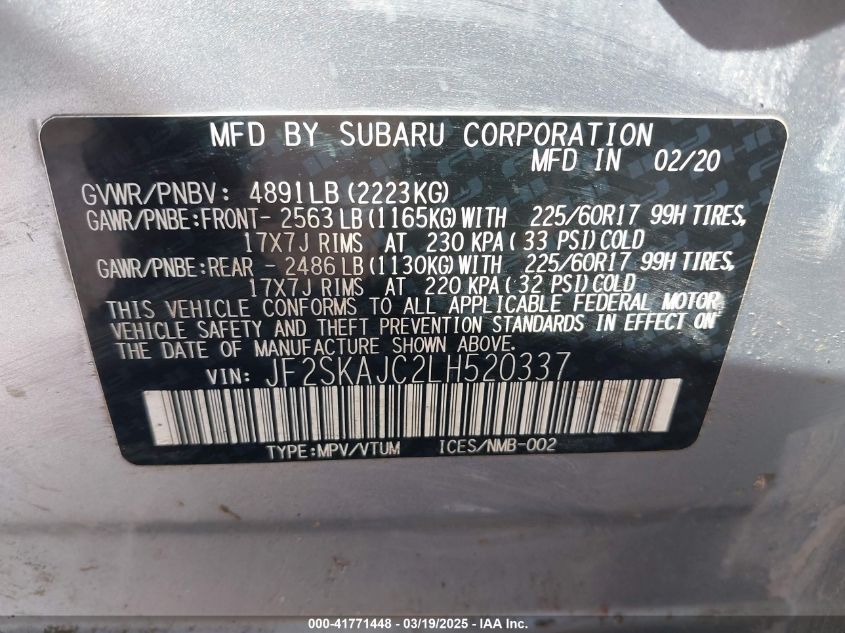 MFD BY SUBARU CORPORATION
MFD IN 02/20
GVWR/PNBV: 4891LB (2223KG)
GAWR/PNBE:FRONT- 2563 LB (1165KG) WITH 225/60R17 99H TIRES,
17X7J RIMS AT 230 KPA ( 33 PSI) COLD
GAWR/PNBE:REAR - 2486 LB (1130KG) WITH 225/60R17 99H TIRES,
17X7J RIMS AT 220 KPA ( 32 PSI) COLD
THIS VEHICLE CONFORMS TO ALL APPLICABLE FEDERAL MOTOR
VEHICLE SAFETY AND THEFT PREVENTION STANDARDS IN EFFECT ON
THE DATE OF MANUFACTURE SHOWN ABOVE.
VIN: JF2SKAJC2LH520337
TYPE:MPV/VTUM ICES/NMB-002
000-41771448 - 03/19/2025 - IAA Inc.